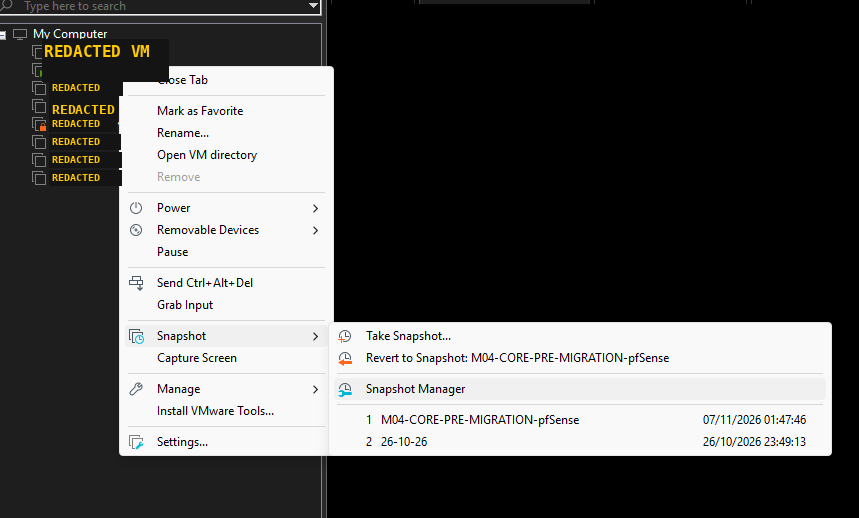 Type here to search
My Computer
REDACTED VM
REDACTED
REDACTED
REDACTED
REDACTED
REDACTED
REDACTED
Close Tab
Mark as Favorite
Rename...
Open VM directory
Remove
Power
Removable Devices
Pause
Send Ctrl+Alt+Del
Grab Input
Snapshot
Capture Screen
Manage
Install VMware Tools...
Settings...
Take Snapshot...
Revert to Snapshot: M04-CORE-PRE-MIGRATION-pfSense
Snapshot Manager
1 M04-CORE-PRE-MIGRATION-pfSense 07/11/2026 01:47:46
2 26-10-26 26/10/2026 23:49:13